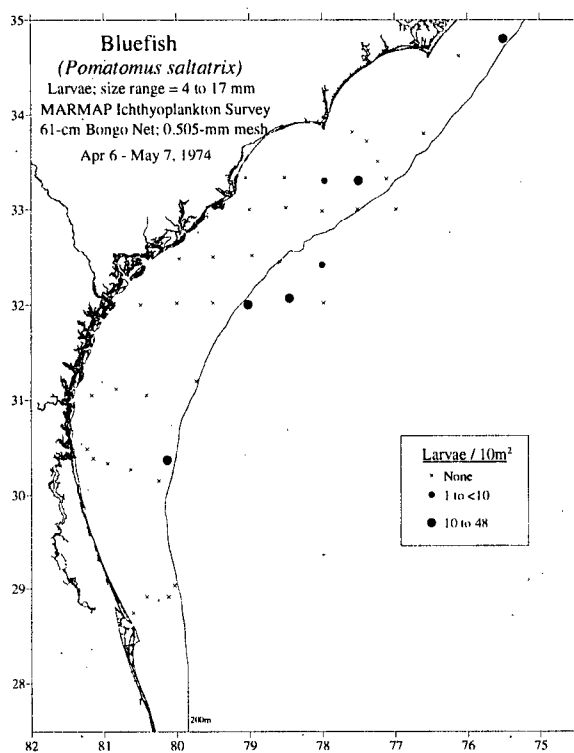 Bluefish
(Pomatomus saltatrix)
Larvae; size range = 4 to 17 mm
MARMAP Ichthyoplankton Survey
61-cm Bongo Net; 0.505-mm mesh
Apr 6 - May 7, 1974
35
34
33
32
31
30
29
28
Larvae / 10m²
× None
● 1 to <10
● 10 to 48
200m
82 81 80 79 78 77 76 75